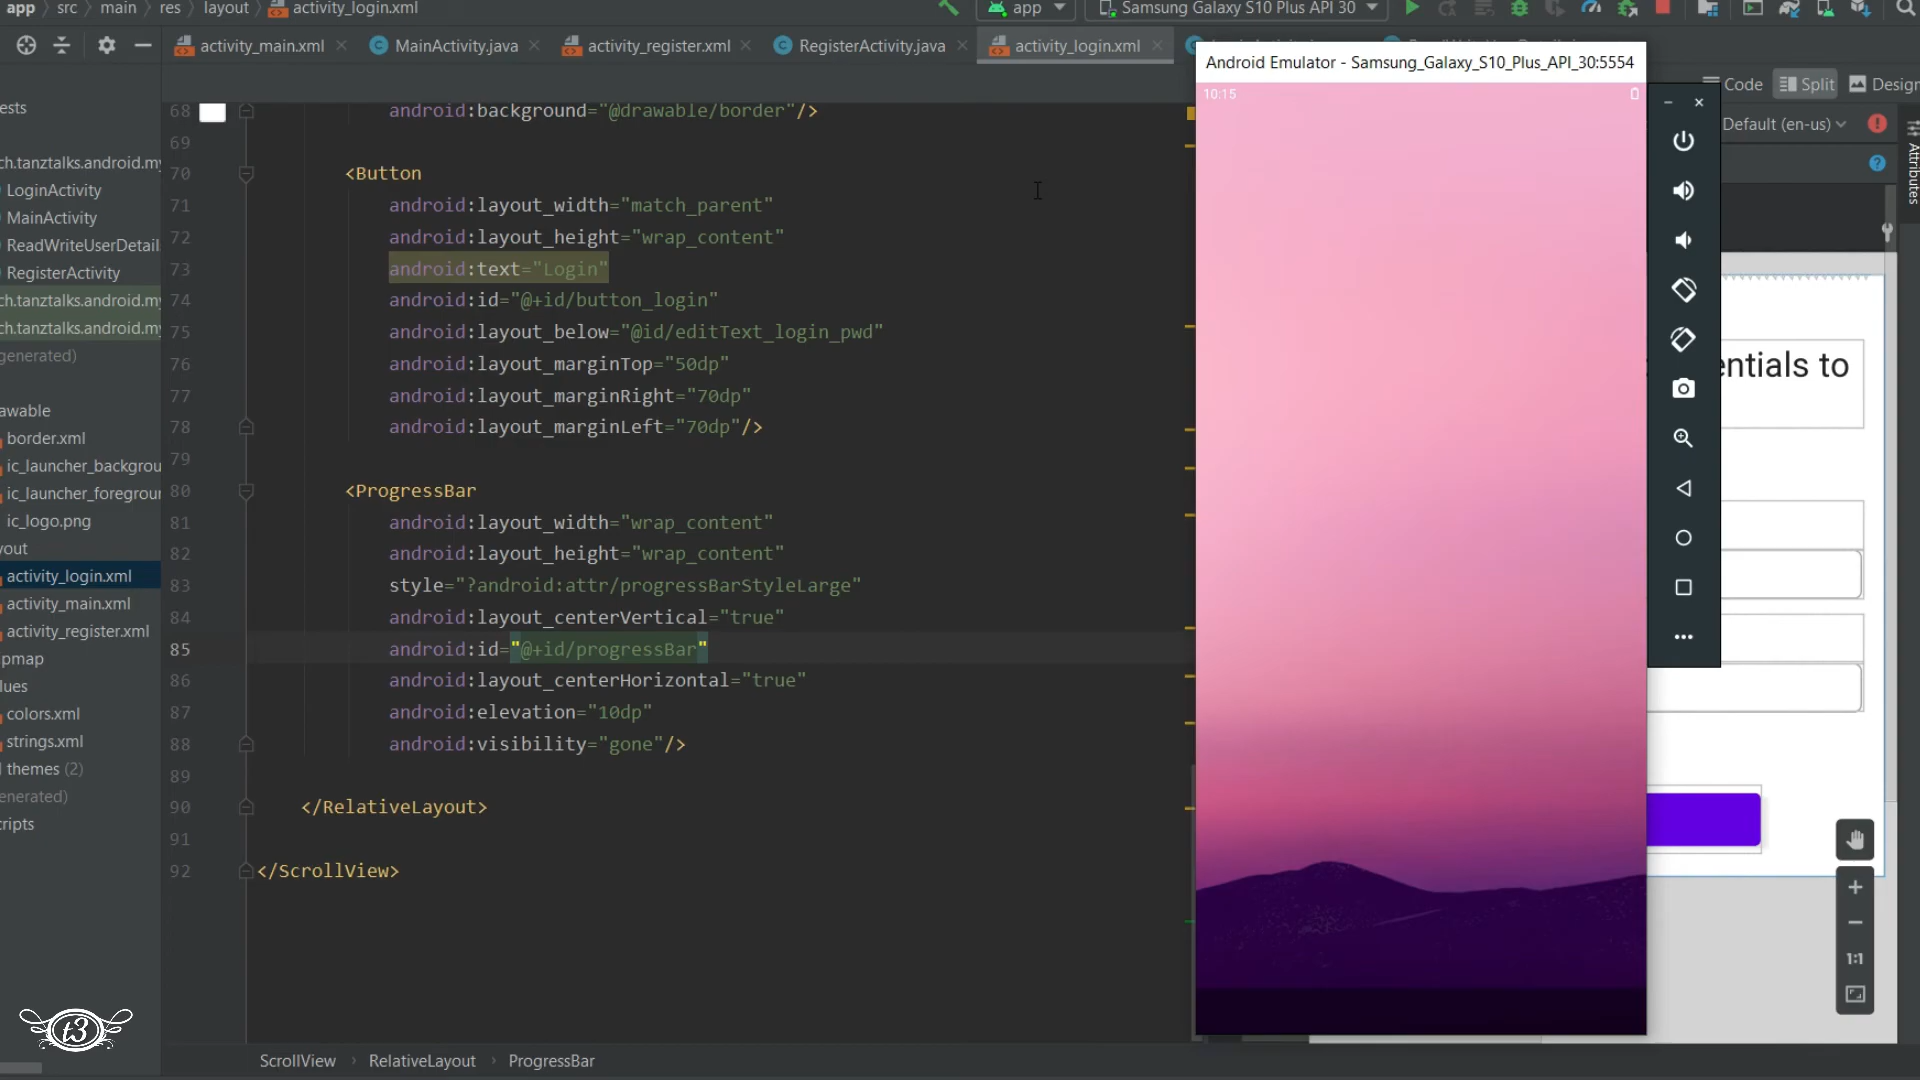 app src main res layout activity_login.xml
app Samsung Galaxy S10 Plus API 30
activity_main.xml MainActivity.java activity_register.xml RegisterActivity.java activity_login.xml
Android Emulator - Samsung_Galaxy_S10_Plus_API_30:5554
Code Split Design
10:15
Default (en-us)
Attributes
ests
ch.tanztalks.android.my
LoginActivity
MainActivity
ReadWriteUserDetail
RegisterActivity
ch.tanztalks.android.my
ch.tanztalks.android.my
generated)
awable
border.xml
ic_launcher_backgrou
ic_launcher_foregroun
ic_logo.png
yout
activity_login.xml
activity_main.xml
activity_register.xml
pmap
lues
colors.xml
strings.xml
themes (2)
enerated)
cripts
68 android:background="@drawable/border"/>
69
70 <Button
71 android:layout_width="match_parent"
72 android:layout_height="wrap_content"
73 android:text="Login"
74 android:id="@+id/button_login"
75 android:layout_below="@id/editText_login_pwd"
76 android:layout_marginTop="50dp"
77 android:layout_marginRight="70dp"
78 android:layout_marginLeft="70dp"/>
79
80 <ProgressBar
81 android:layout_width="wrap_content"
82 android:layout_height="wrap_content"
83 style="?android:attr/progressBarStyleLarge"
84 android:layout_centerVertical="true"
85 android:id="@+id/progressBar"
86 android:layout_centerHorizontal="true"
87 android:elevation="10dp"
88 android:visibility="gone"/>
89
90 </RelativeLayout>
91
92 </ScrollView>
entials to
1:1
t3
ScrollView RelativeLayout ProgressBar